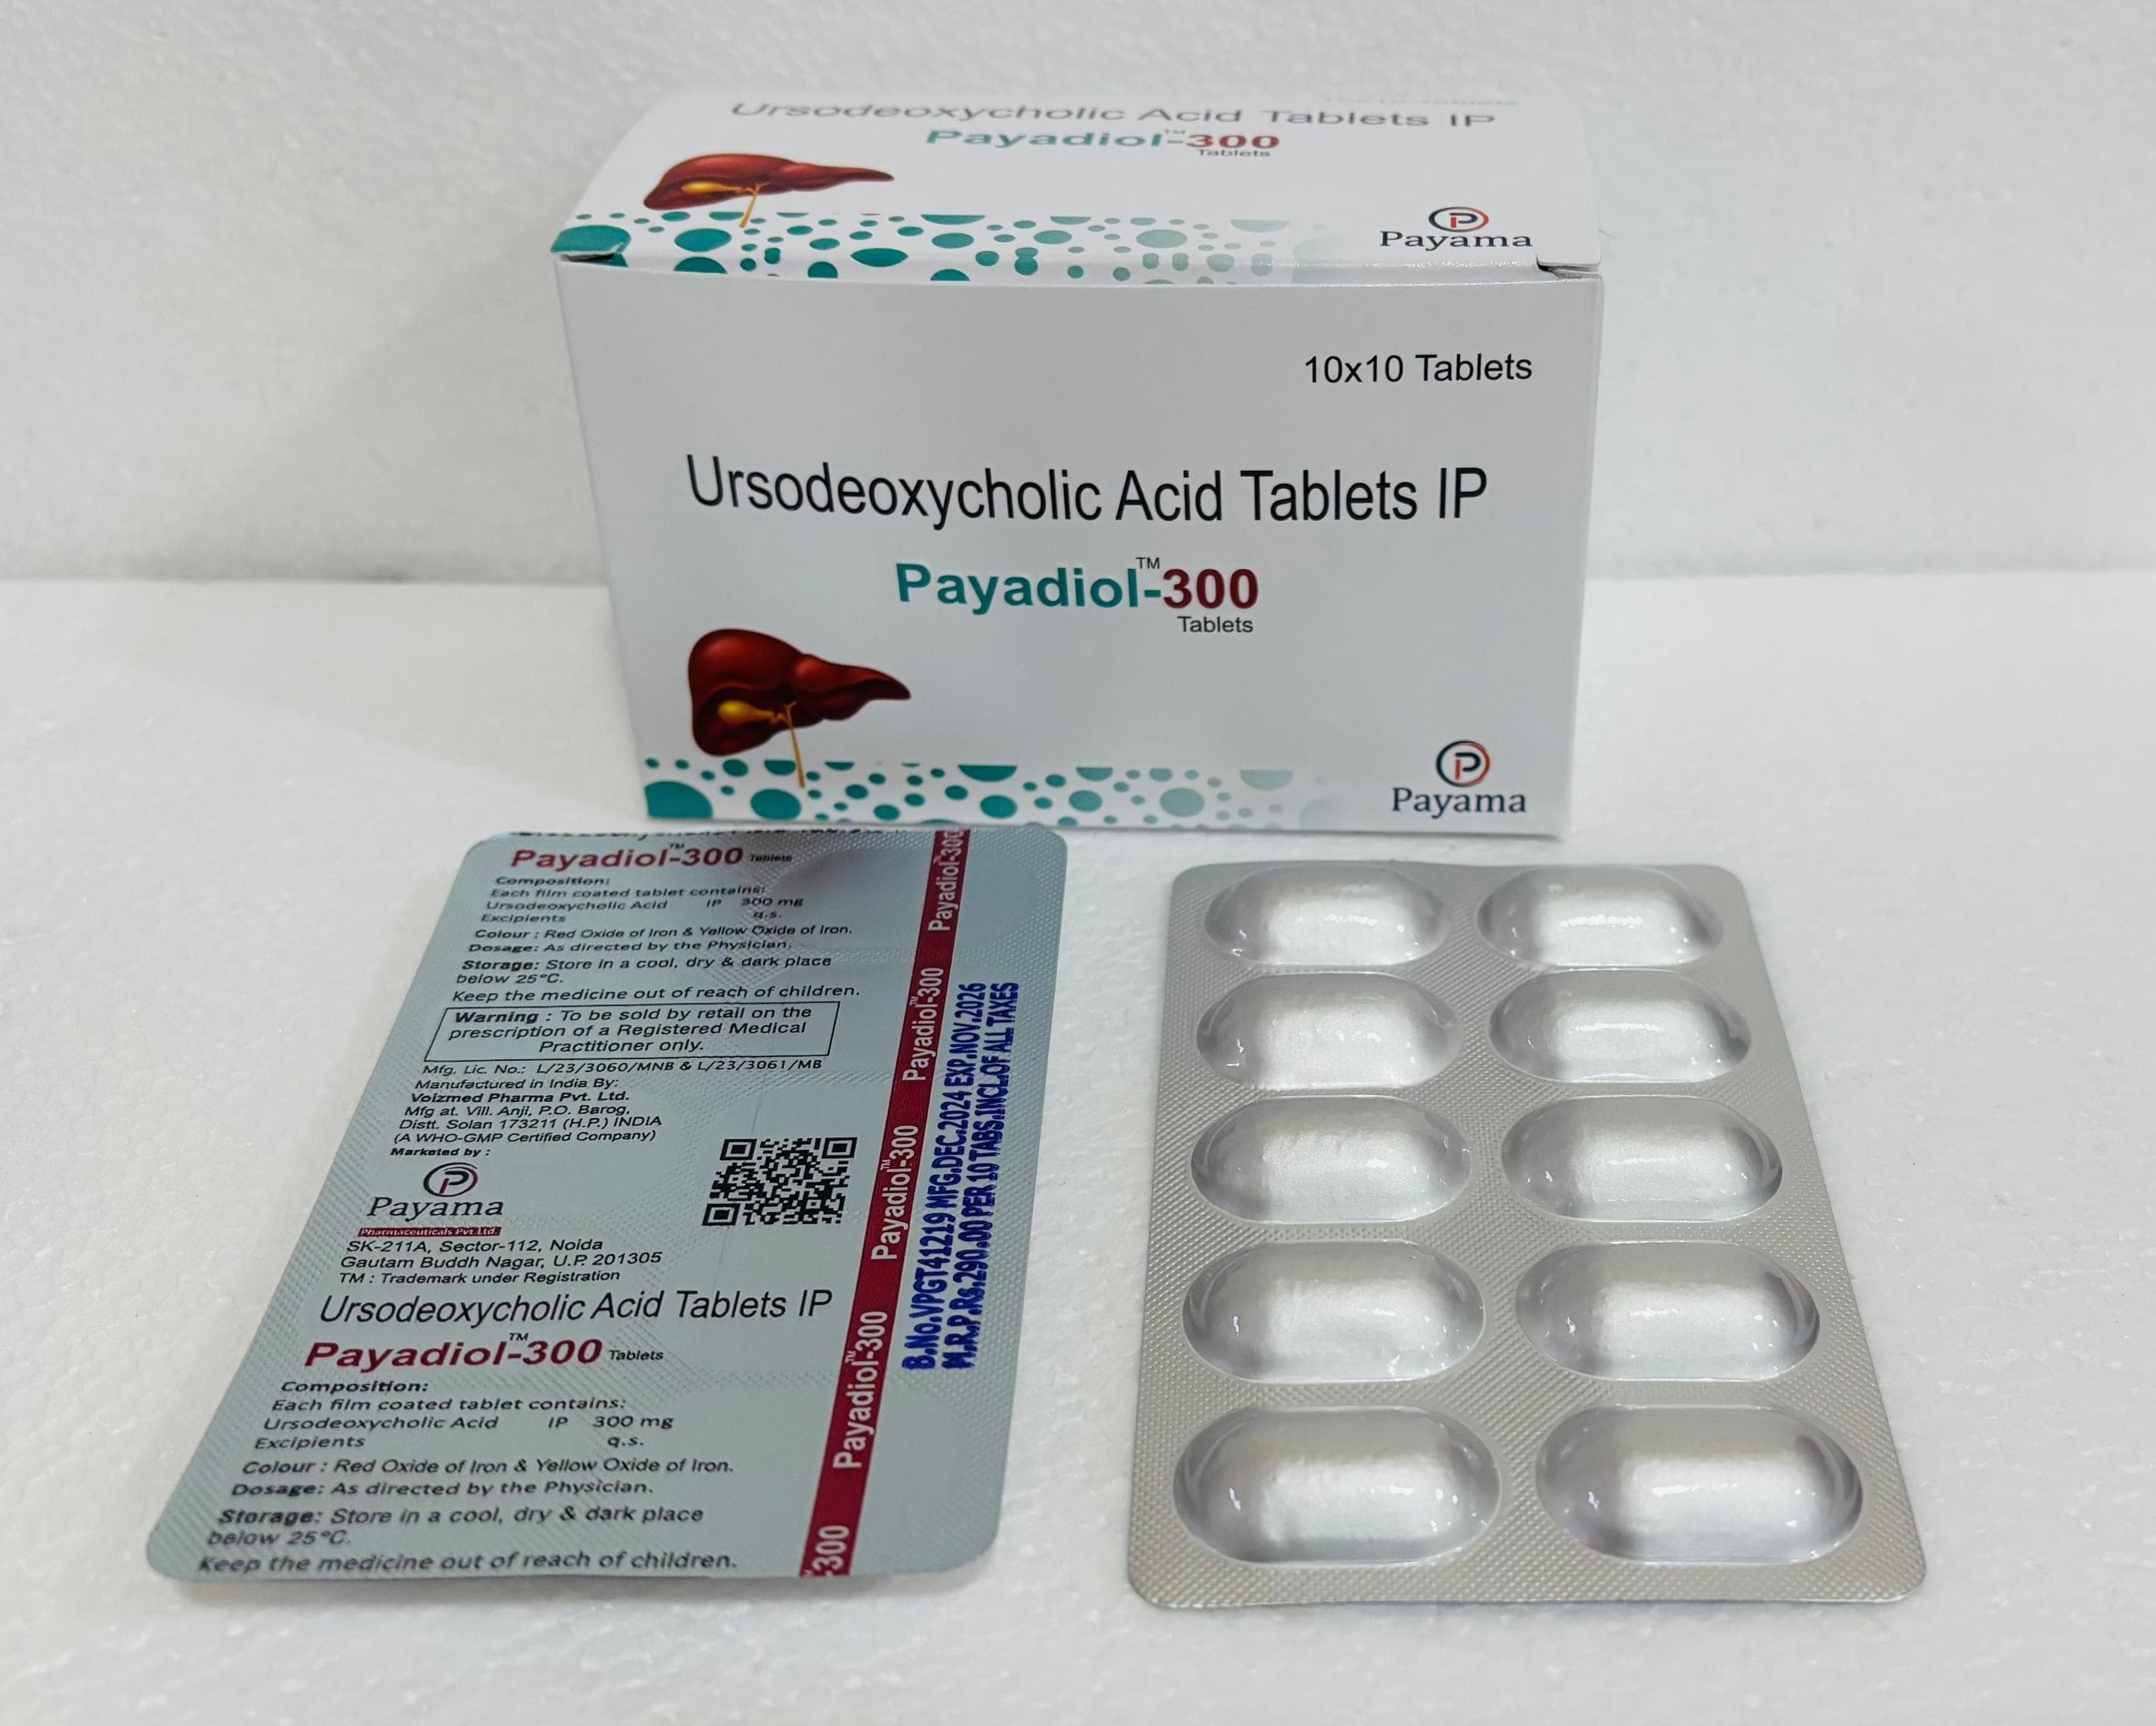 Ursodeoxycholic Acid Tablets IP
Payadiol™-300
Tablets
Payama
10x10 Tablets
Ursodeoxycholic Acid Tablets IP
Payadiol™-300
Tablets
Payama
Payadiol™-300 Tablets
Composition:
Each film coated tablet contains:
Ursodeoxycholic Acid IP 300 mg
Excipients q.s.
Colour : Red Oxide of Iron & Yellow Oxide of Iron.
Dosage: As directed by the Physician.
Storage: Store in a cool, dry & dark place
below 25°C.
Keep the medicine out of reach of children.
Warning : To be sold by retail on the
prescription of a Registered Medical
Practitioner only.
Mfg. Lic. No.: L/23/3060/MNB & L/23/3061/MB
Manufactured in India By:
Voizmed Pharma Pvt. Ltd.
Mfg at. Vill. Anji, P.O. Barog,
Distt. Solan 173211 (H.P.) INDIA
(A WHO-GMP Certified Company)
Marketed by :
Payama
Pharmaceuticals Pvt.Ltd.
SK-211A, Sector-112, Noida
Gautam Buddh Nagar, U.P. 201305
TM : Trademark under Registration
Ursodeoxycholic Acid Tablets IP
Payadiol™-300 Tablets
Composition:
Each film coated tablet contains:
Ursodeoxycholic Acid IP 300 mg
Excipients q.s.
Colour : Red Oxide of Iron & Yellow Oxide of Iron.
Dosage: As directed by the Physician.
Storage: Store in a cool, dry & dark place
below 25°C.
Keep the medicine out of reach of children.
-300 Payadiol™-300 Payadiol™-300 Payadiol™-300 Payadiol™-300
B.No.VPGT41219 MFG.DEC.2024 EXP.NOV.2026
M.R.P.Rs.290.00 PER 10 TABS.INCL.OF ALL TAXES